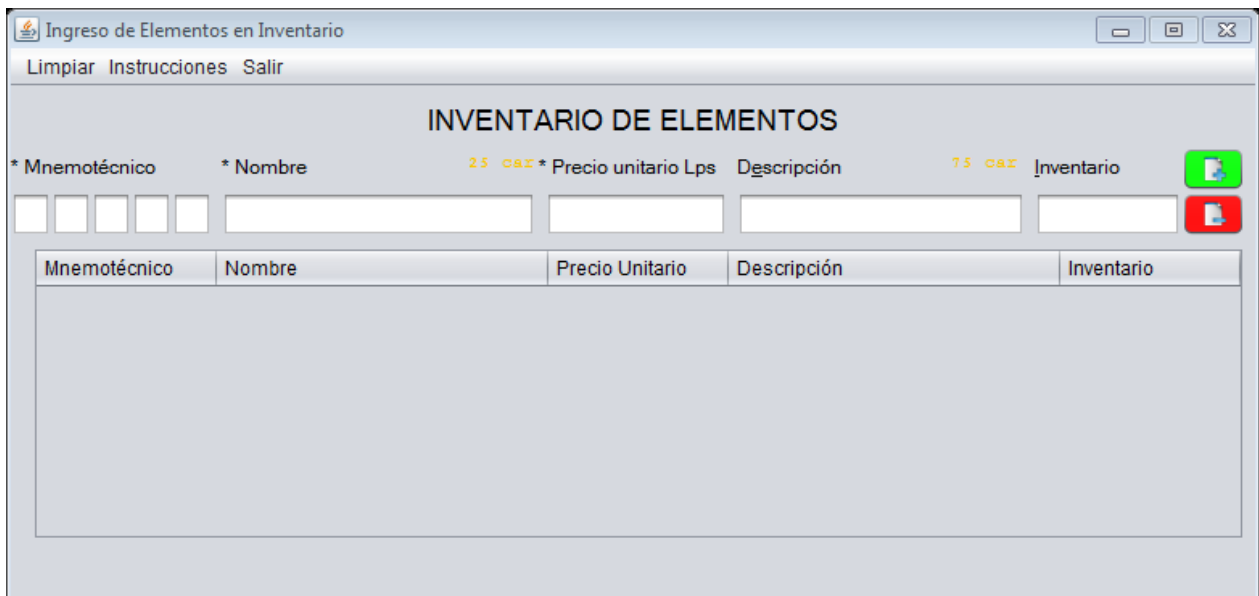 Ingreso de Elementos en Inventario
Limpiar Instrucciones Salir
INVENTARIO DE ELEMENTOS
* Mnemotécnico * Nombre 25 car * Precio unitario Lps Descripción 75 car Inventario
Mnemotécnico Nombre Precio Unitario Descripción Inventario